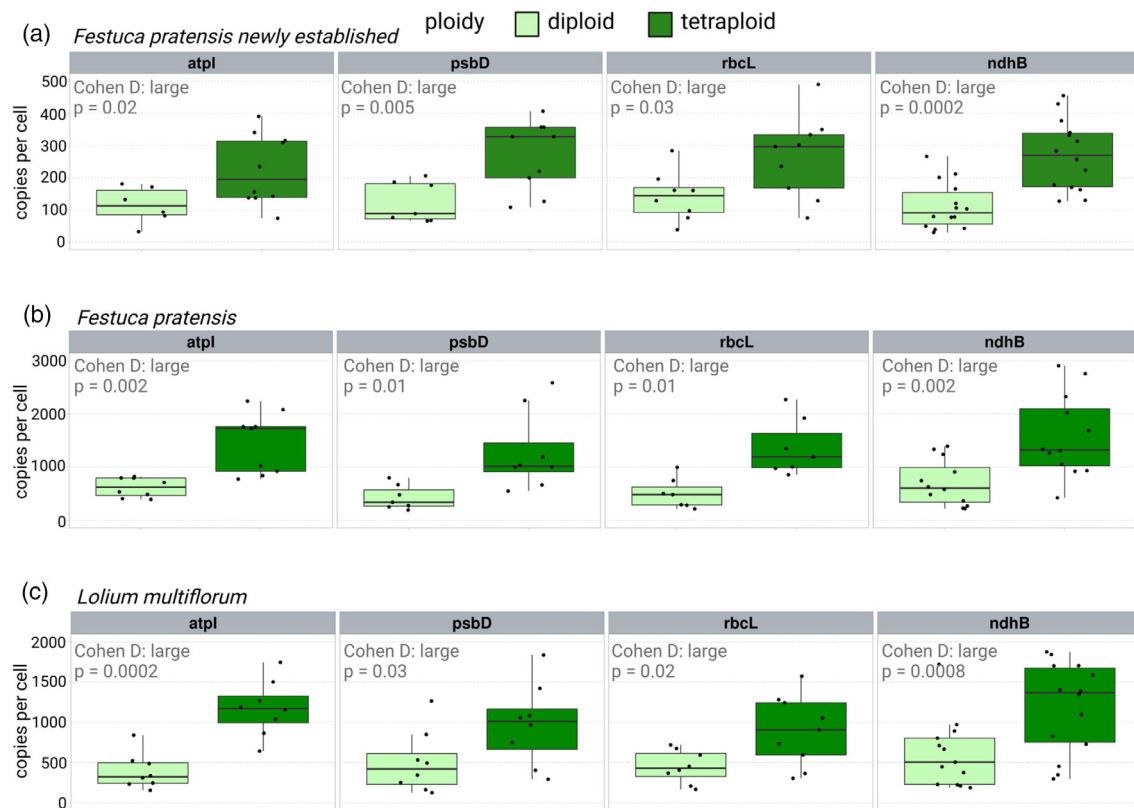 ploidy diploid tetraploid
(a) Festuca pratensis newly established
atpI psbD rbcL ndhB
Cohen D: large Cohen D: large Cohen D: large Cohen D: large
p = 0.02 p = 0.005 p = 0.03 p = 0.0002
copies per cell
500
400
300
200
100
0
(b) Festuca pratensis
atpI psbD rbcL ndhB
Cohen D: large Cohen D: large Cohen D: large Cohen D: large
p = 0.002 p = 0.01 p = 0.01 p = 0.002
copies per cell
3000
2000
1000
0
(c) Lolium multiflorum
atpI psbD rbcL ndhB
Cohen D: large Cohen D: large Cohen D: large Cohen D: large
p = 0.0002 p = 0.03 p = 0.02 p = 0.0008
copies per cell
2000
1500
1000
500
0